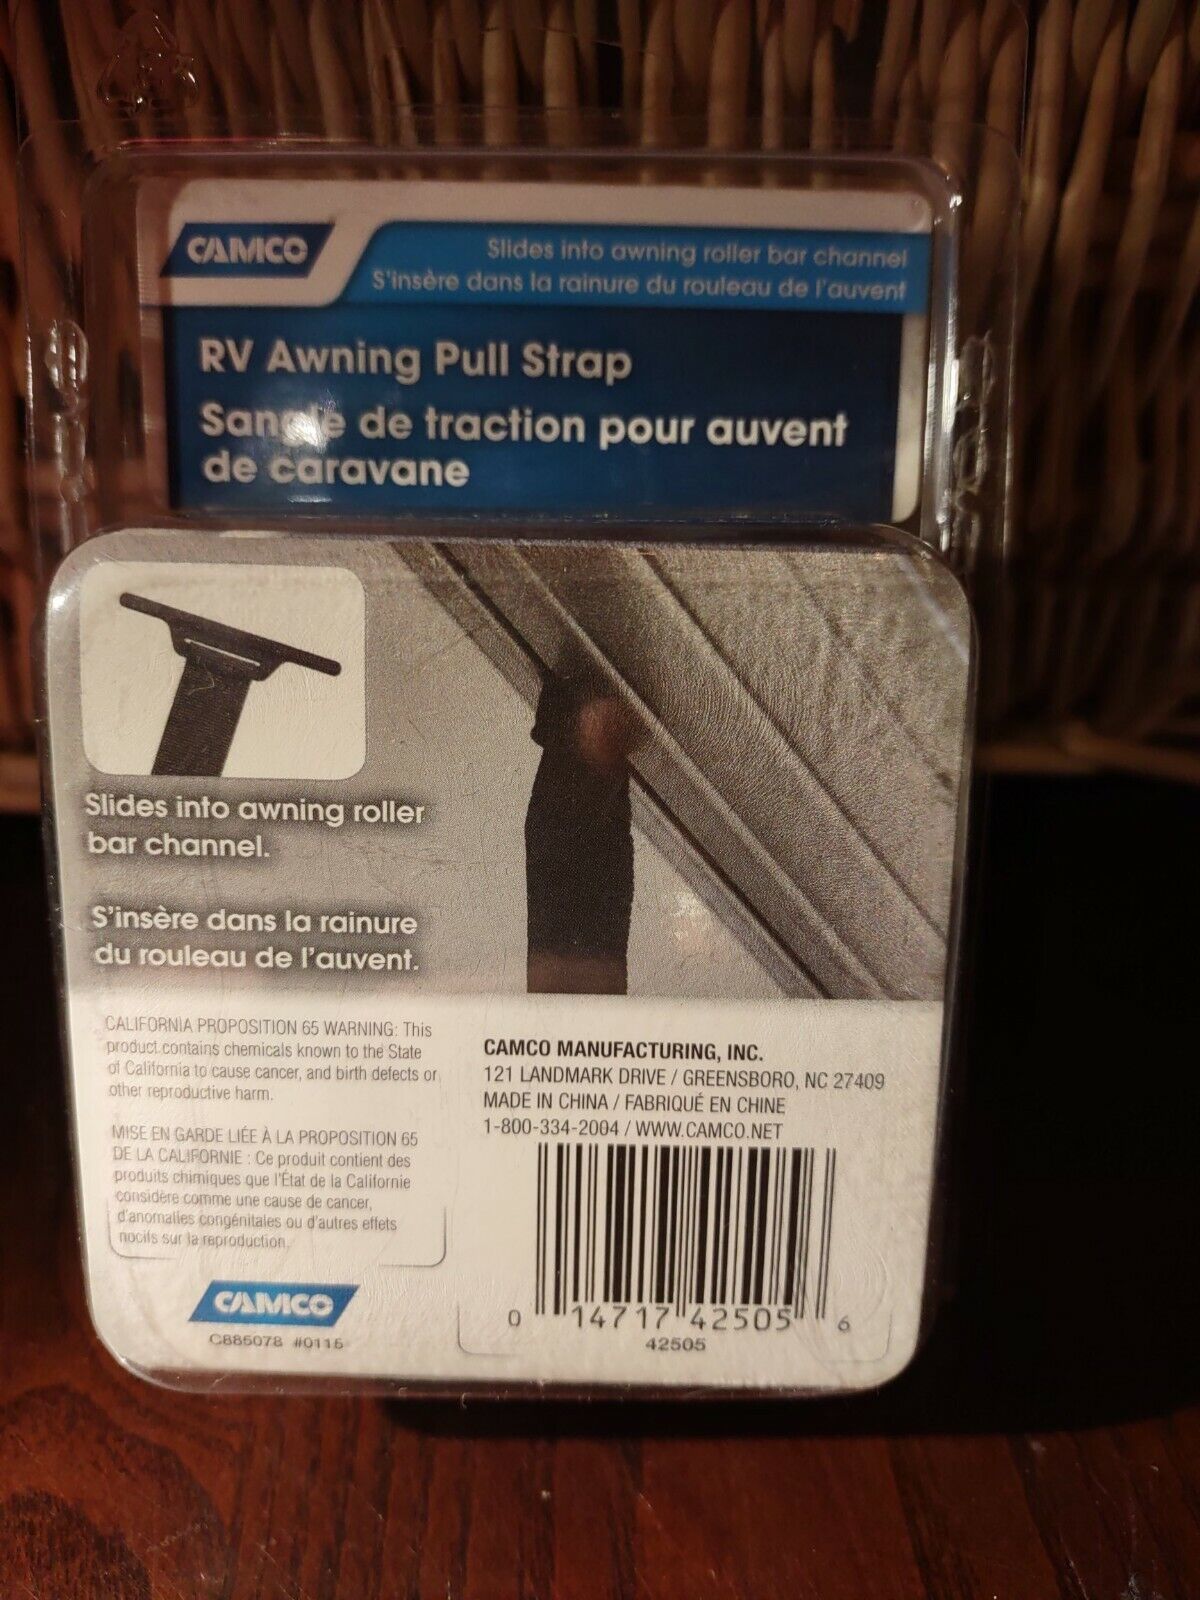 CAMCO
Slides into awning roller bar channel
S'insère dans la rainure du rouleau de l'auvent
RV Awning Pull Strap
Sangle de traction pour auvent
de caravane
Slides into awning roller
bar channel.
S'insère dans la rainure
du rouleau de l'auvent.
CALIFORNIA PROPOSITION 65 WARNING: This
product contains chemicals known to the State
of California to cause cancer, and birth defects or
other reproductive harm.
MISE EN GARDE LIÉE À LA PROPOSITION 65
DE LA CALIFORNIE : Ce produit contient des
produits chimiques que l'État de la Californie
considère comme une cause de cancer,
d'anomalies congénitales ou d'autres effets
nocifs sur la reproduction.
CAMCO
C885078 #0115
CAMCO MANUFACTURING, INC.
121 LANDMARK DRIVE / GREENSBORO, NC 27409
MADE IN CHINA / FABRIQUÉ EN CHINE
1-800-334-2004 / WWW.CAMCO.NET
0 14717 42505 6
42505